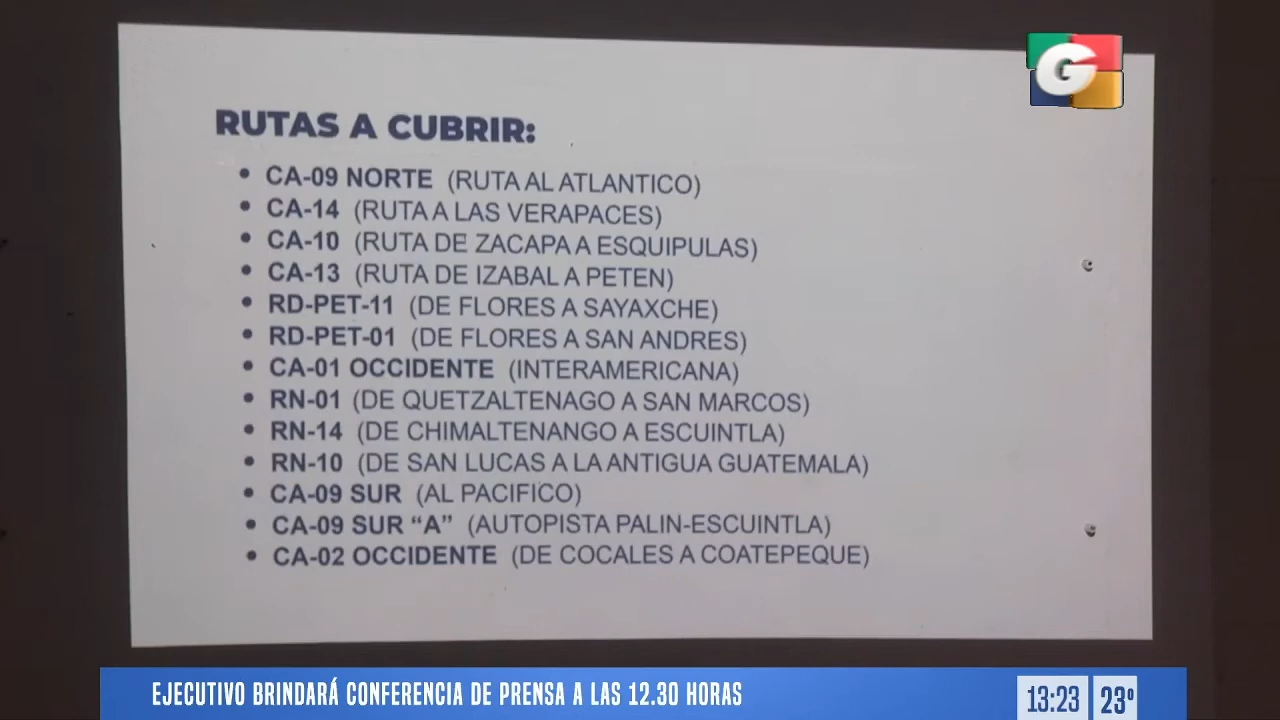 G
RUTAS A CUBRIR:
• CA-09 NORTE (RUTA AL ATLANTICO)
• CA-14 (RUTA A LAS VERAPACES)
• CA-10 (RUTA DE ZACAPA A ESQUIPULAS)
• CA-13 (RUTA DE IZABAL A PETEN)
• RD-PET-11 (DE FLORES A SAYAXCHE)
• RD-PET-01 (DE FLORES A SAN ANDRES)
• CA-01 OCCIDENTE (INTERAMERICANA)
• RN-01 (DE QUETZALTENAGO A SAN MARCOS)
• RN-14 (DE CHIMALTENANGO A ESCUINTLA)
• RN-10 (DE SAN LUCAS A LA ANTIGUA GUATEMALA)
• CA-09 SUR (AL PACIFICO)
• CA-09 SUR “A” (AUTOPISTA PALIN-ESCUINTLA)
• CA-02 OCCIDENTE (DE COCALES A COATEPEQUE)
EJECUTIVO BRINDARÁ CONFERENCIA DE PRENSA A LAS 12.30 HORAS
13:23 23º